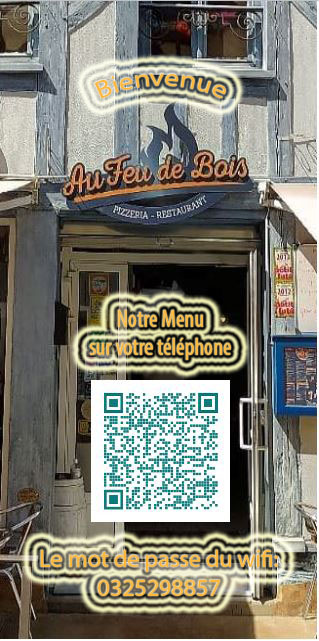 Bienvenue
Au Feu de Bois
PIZZERIA - RESTAURANT
Notre Menu
sur votre téléphone
Le mot de passe du wifi :
0325298857